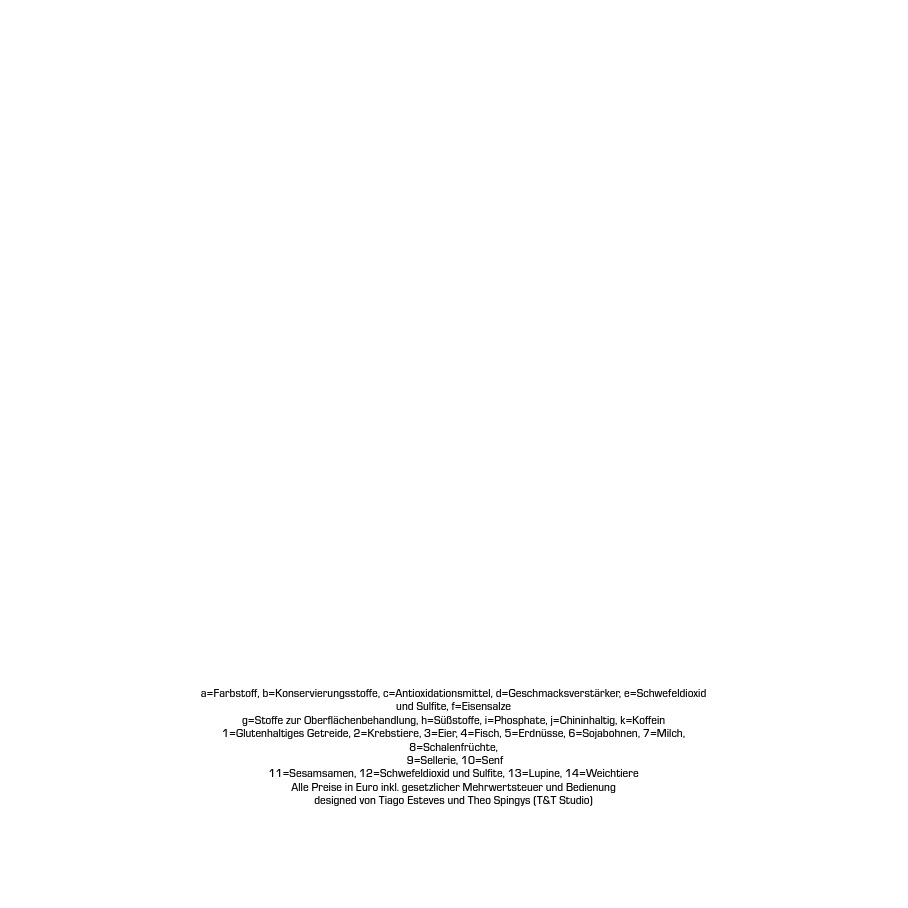 a=Farbstoff, b=Konservierungsstoffe, c=Antioxidationsmittel, d=Geschmacksverstärker, e=Schwefeldioxid
und Sulfite, f=Eisensalze
g=Stoffe zur Oberflächenbehandlung, h=Süßstoffe, i=Phosphate, j=Chininhaltig, k=Koffein
1=Glutenhaltiges Getreide, 2=Krebstiere, 3=Eier, 4=Fisch, 5=Erdnüsse, 6=Sojabohnen, 7=Milch,
8=Schalenfrüchte,
9=Sellerie, 10=Senf
11=Sesamsamen, 12=Schwefeldioxid und Sulfite, 13=Lupine, 14=Weichtiere
Alle Preise in Euro inkl. gesetzlicher Mehrwertsteuer und Bedienung
designed von Tiago Esteves und Theo Spingys (T&T Studio)